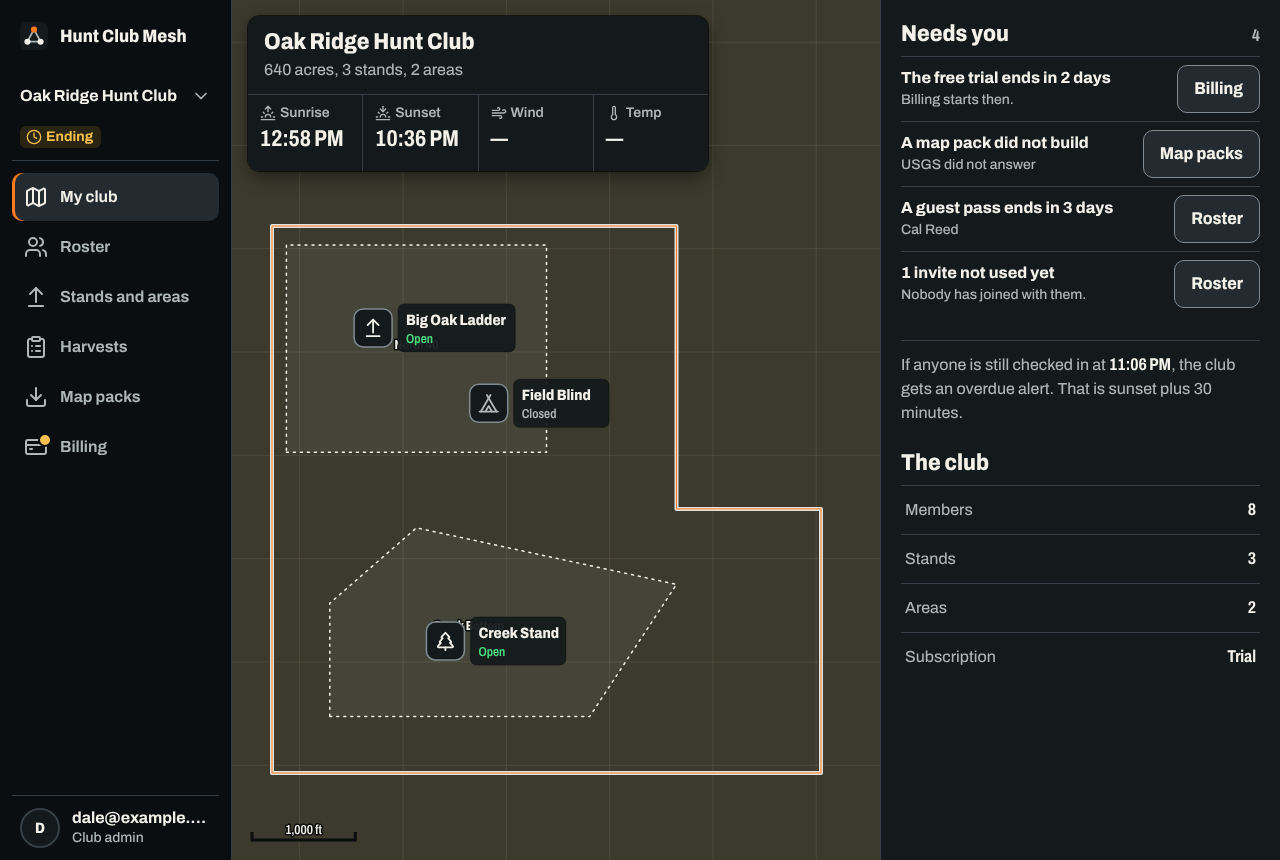 Hunt Club Mesh
Oak Ridge Hunt Club
Ending
My club
Roster
Stands and areas
Harvests
Map packs
Billing
D
dale@example....
Club admin
Oak Ridge Hunt Club
640 acres, 3 stands, 2 areas
Sunrise
12:58 PM
Sunset
10:36 PM
Wind
—
Temp
—
Big Oak Ladder
Open
Field Blind
Closed
Creek Stand
Open
1,000 ft
Needs you
4
The free trial ends in 2 days
Billing starts then.
Billing
A map pack did not build
USGS did not answer
Map packs
A guest pass ends in 3 days
Cal Reed
Roster
1 invite not used yet
Nobody has joined with them.
Roster
If anyone is still checked in at 11:06 PM, the club
gets an overdue alert. That is sunset plus 30
minutes.
The club
Members 8
Stands 3
Areas 2
Subscription Trial